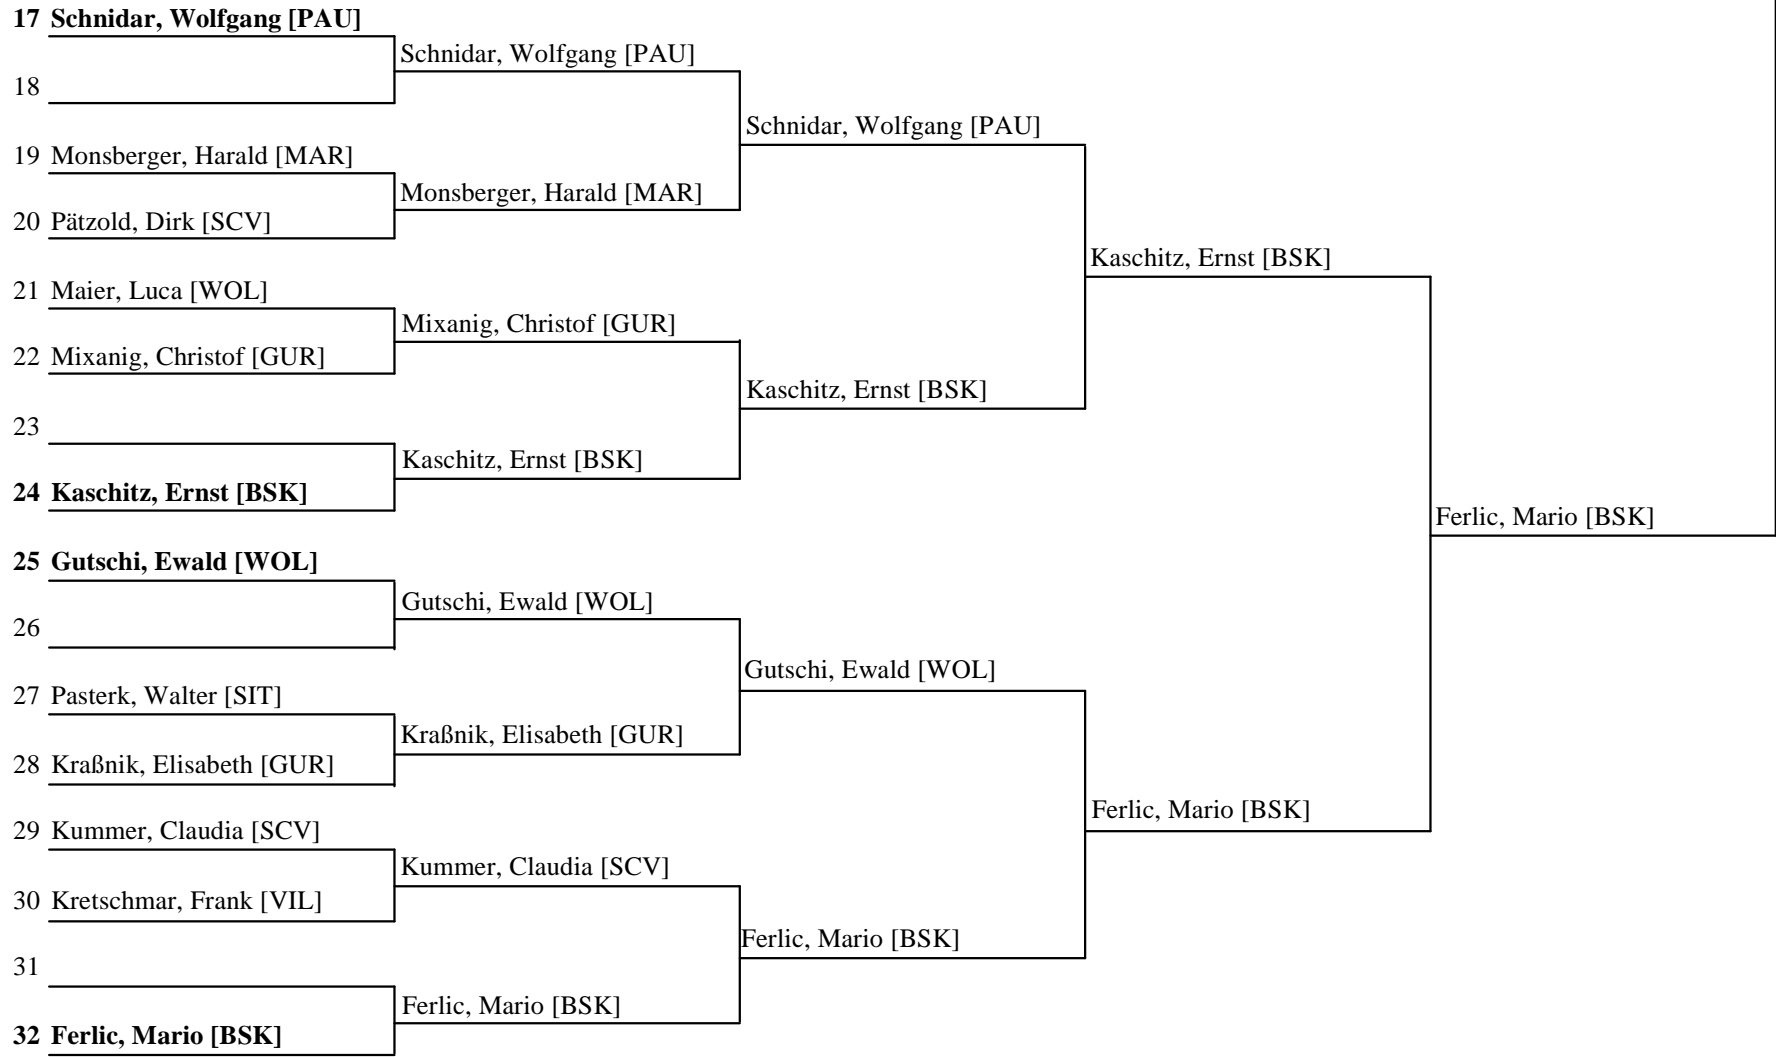 17 Schnidar, Wolfgang [PAU]
Schnidar, Wolfgang [PAU]
18
Schnidar, Wolfgang [PAU]
19 Monsberger, Harald [MAR]
Monsberger, Harald [MAR]
20 Pätzold, Dirk [SCV]
Kaschitz, Ernst [BSK]
21 Maier, Luca [WOL]
Mixanig, Christof [GUR]
22 Mixanig, Christof [GUR]
Kaschitz, Ernst [BSK]
23
Kaschitz, Ernst [BSK]
24 Kaschitz, Ernst [BSK]
Ferlic, Mario [BSK]
25 Gutschi, Ewald [WOL]
Gutschi, Ewald [WOL]
26
Gutschi, Ewald [WOL]
27 Pasterk, Walter [SIT]
Kraßnik, Elisabeth [GUR]
28 Kraßnik, Elisabeth [GUR]
Ferlic, Mario [BSK]
29 Kummer, Claudia [SCV]
Kummer, Claudia [SCV]
30 Kretschmar, Frank [VIL]
Ferlic, Mario [BSK]
31
Ferlic, Mario [BSK]
32 Ferlic, Mario [BSK]